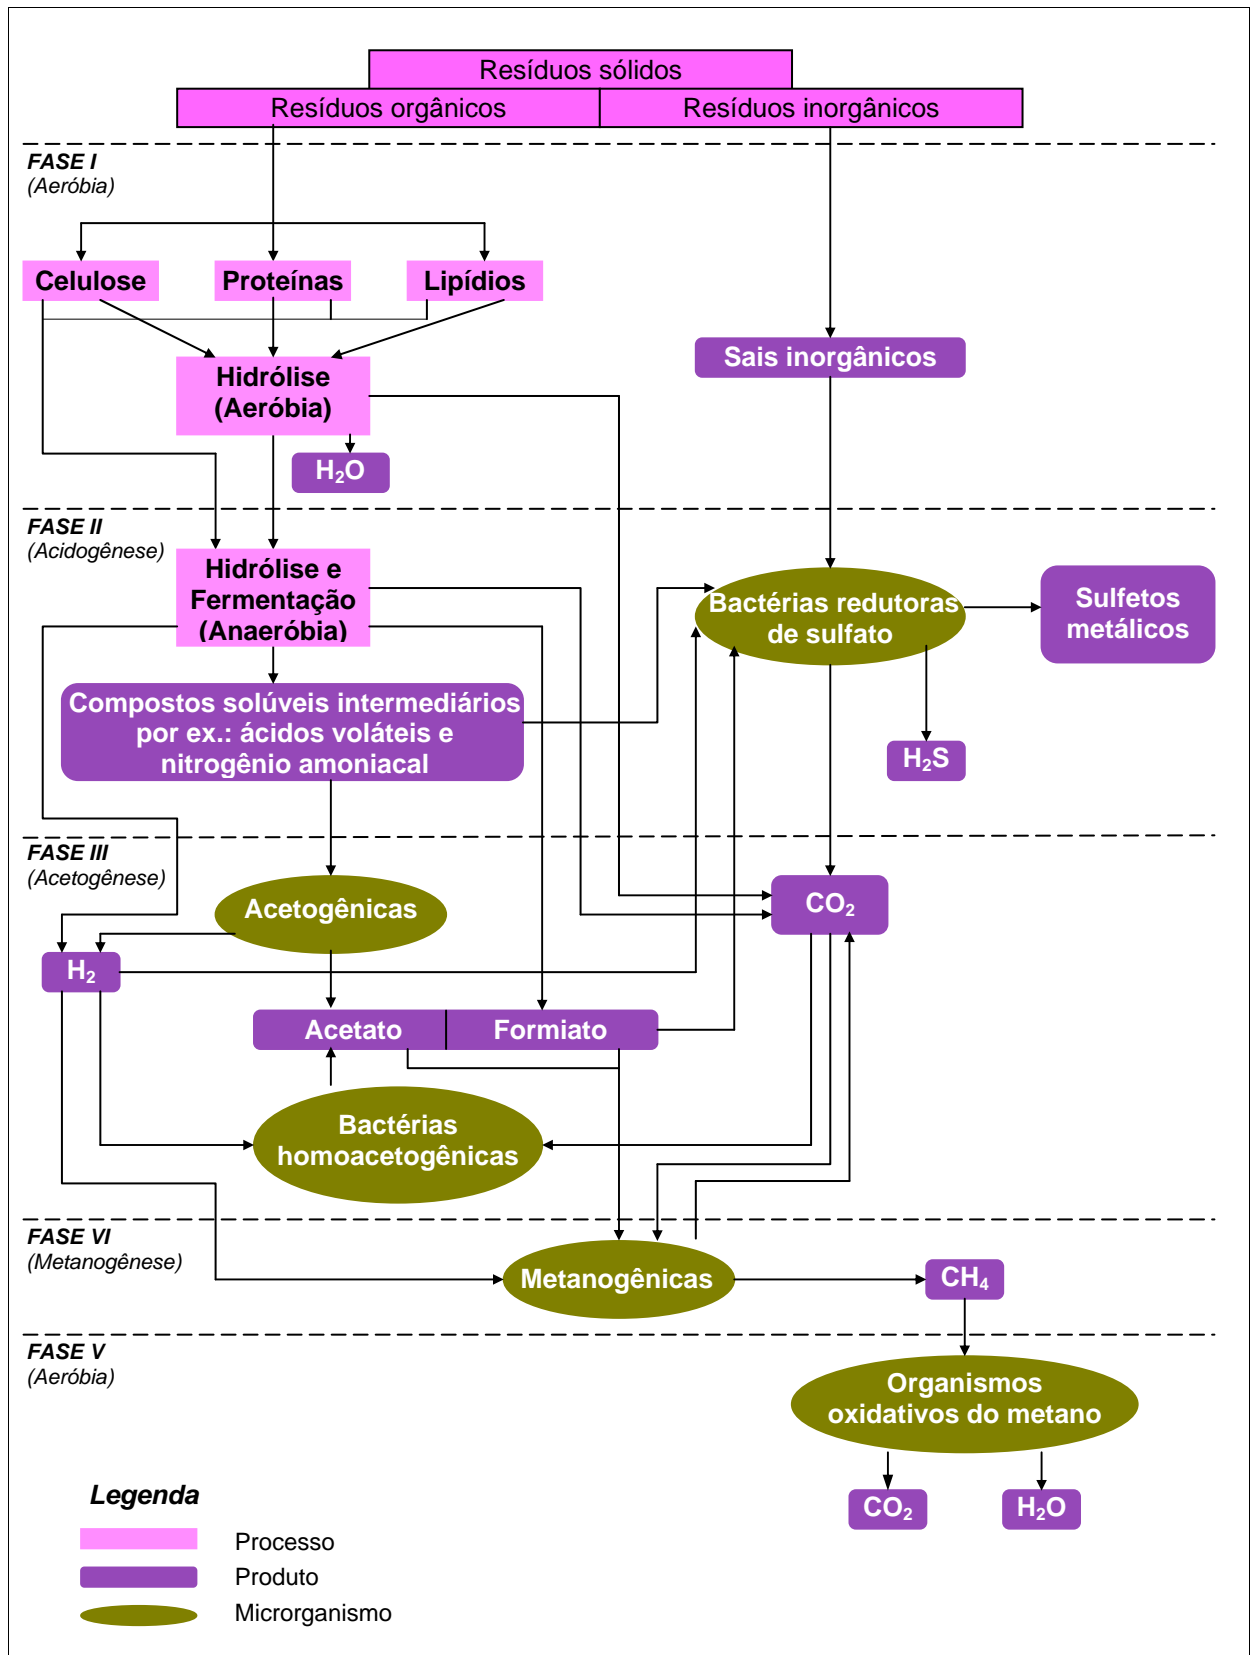 Resíduos sólidos
Resíduos orgânicos
Resíduos inorgânicos
FASE I
(Aeróbia)
Celulose
Proteínas
Lipídios
Hidrólise
(Aeróbia)
Sais inorgânicos
H₂O
FASE II
(Acidogênese)
Hidrólise e
Fermentação
(Anaeróbia)
Bactérias redutoras
de sulfato
Sulfetos
metálicos
Compostos solúveis intermediários
por ex.: ácidos voláteis e
nitrogênio amoniacal
H₂S
FASE III
(Acetogênese)
Acetogênicas
CO₂
H₂
Acetato
Formiato
Bactérias
homoacetogênicas
FASE VI
(Metanogênese)
Metanogênicas
CH₄
FASE V
(Aeróbia)
Organismos
oxidativos do metano
CO₂
H₂O
Legenda
Processo
Produto
Microrganismo